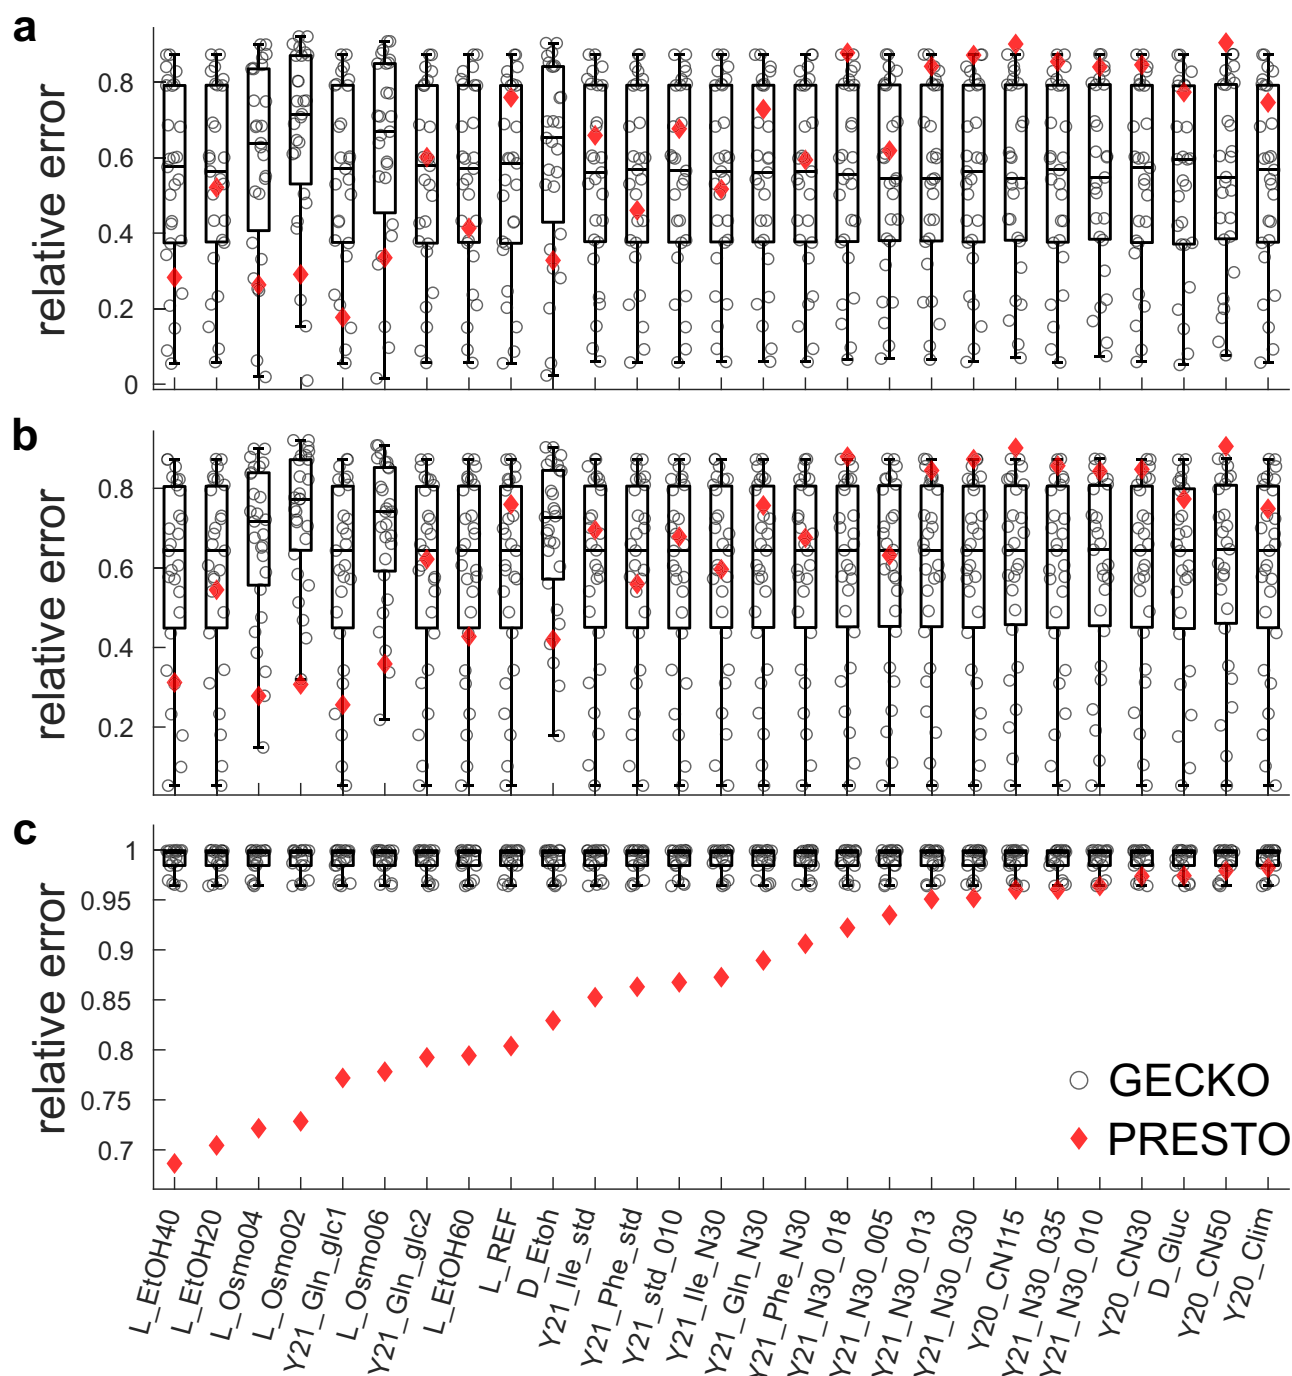 a
relative error
0.8
0.6
0.4
0.2
0
b
relative error
0.8
0.6
0.4
0.2
c
relative error
1
0.95
0.9
0.85
0.8
0.75
0.7
GECKO
PRESTO
L_EtOH40
L_EtOH20
L_Osmo04
L_Osmo02
Y21_Gln_glc1
L_Osmo06
Y21_Gln_glc2
L_EtOH60
L_REF
D_Etoh
Y21_Ile_std
Y21_Phe_std
Y21_std_010
Y21_Ile_N30
Y21_Gln_N30
Y21_Phe_N30
Y21_N30_018
Y21_N30_005
Y21_N30_013
Y21_N30_030
Y20_CN115
Y21_N30_035
Y21_N30_010
Y20_CN30
D_Gluc
Y20_CN50
Y20_Clim